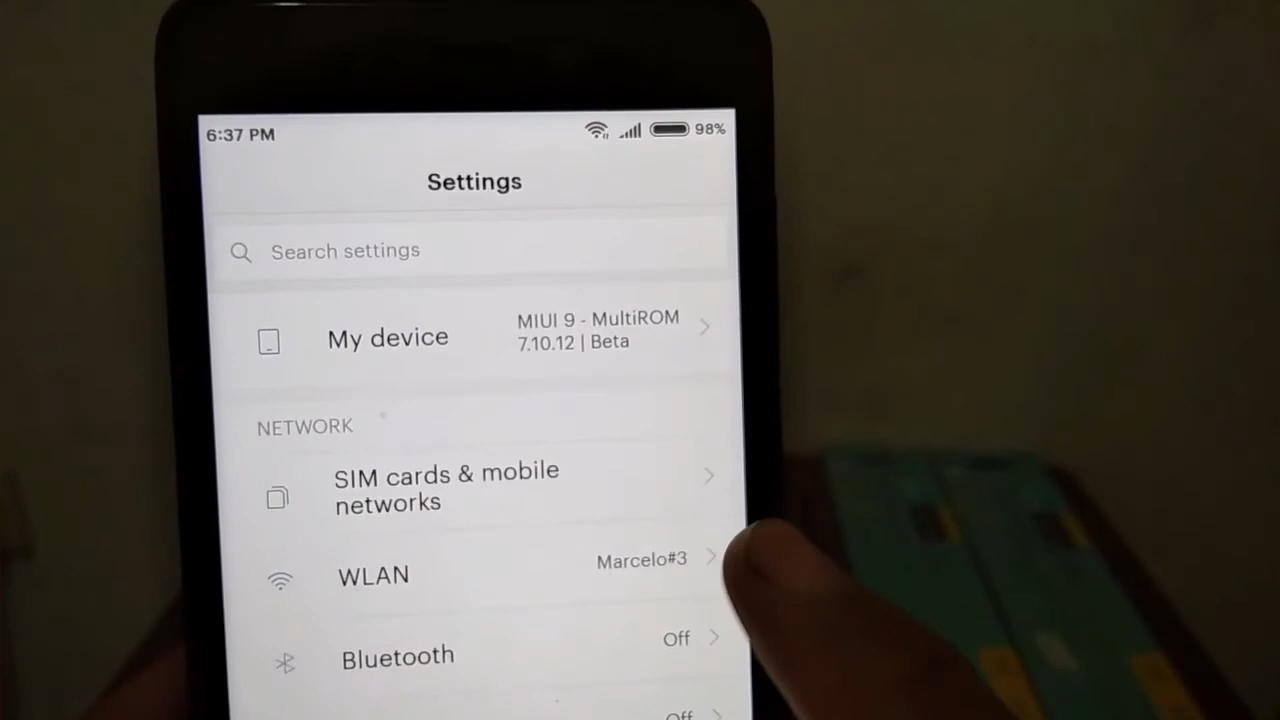 6:37 PM
98%
Settings
Search settings
My device
MIUI 9 - MultiROM
7.10.12 | Beta
NETWORK
SIM cards & mobile
networks
WLAN
Marcelo#3
Bluetooth
Off
Off